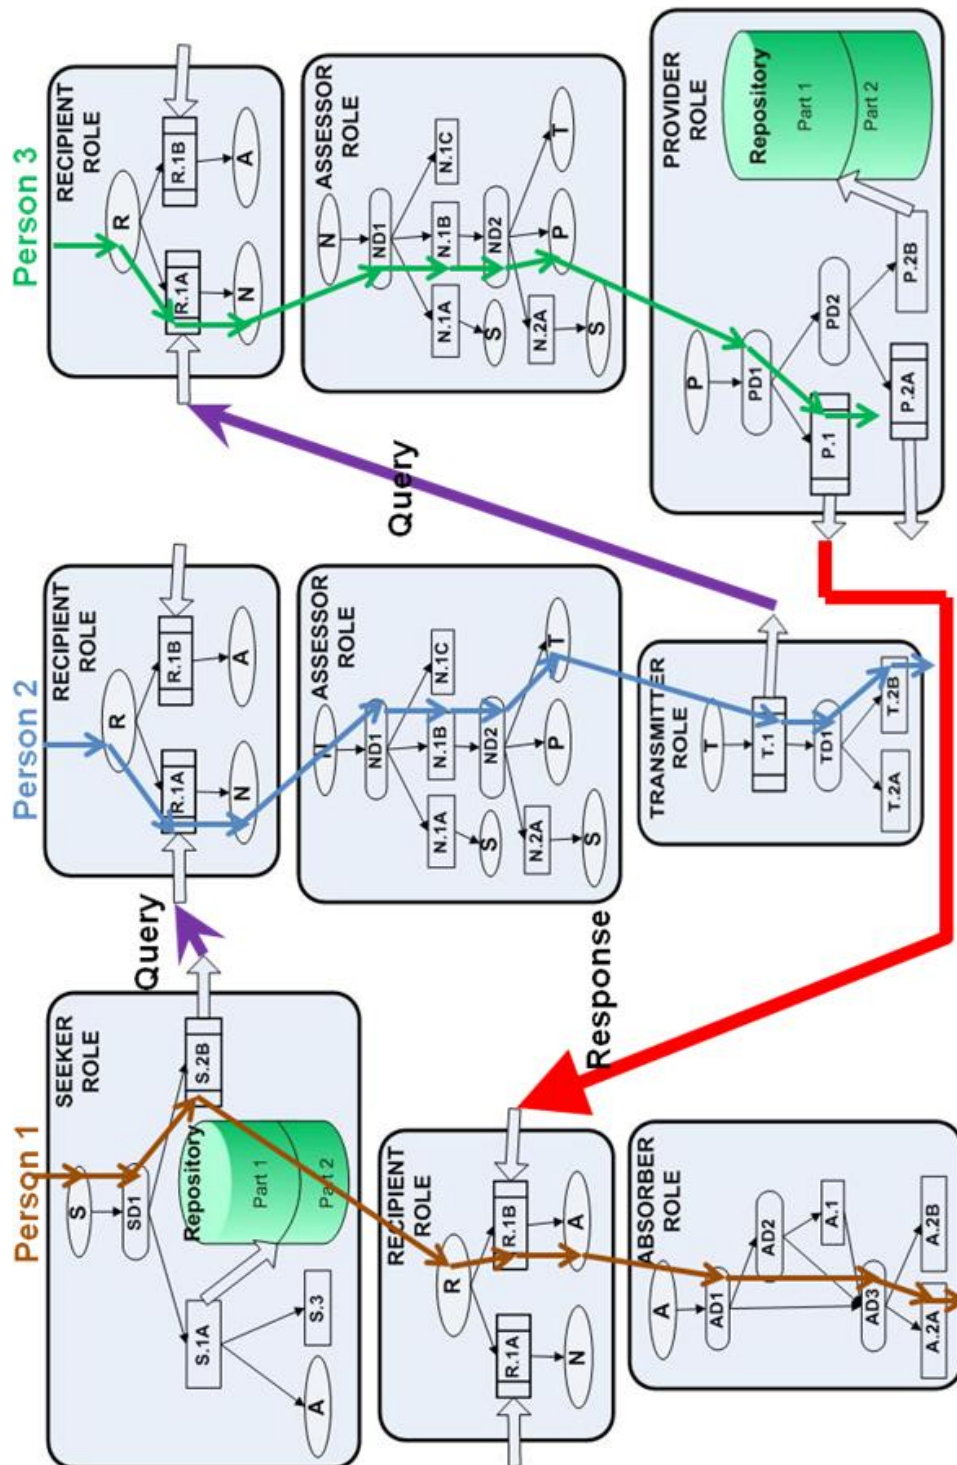 Person 1
SEEKER
ROLE
S
SD1
S.1A
S.2B
Repository
Part 1
Part 2
A
S.3
Query
RECIPIENT
ROLE
R
R.1A
R.1B
N
A
Response
ABSORBER
ROLE
A
AD1
AD2
A.1
AD3
A.2A
A.2B
Person 2
RECIPIENT
ROLE
R
R.1A
R.1B
N
A
ASSESSOR
ROLE
ND1
N.1A
N.1B
N.1C
S
ND2
N.2A
P
T
S
TRANSMITTER
ROLE
T
T.1
TD1
T.2A
T.2B
Query
Person 3
RECIPIENT
ROLE
R
R.1A
R.1B
N
A
ASSESSOR
ROLE
N
ND1
N.1A
N.1B
N.1C
S
ND2
N.2A
P
T
S
PROVIDER
ROLE
P
PD1
PD2
P.1
P.2A
P.2B
Repository
Part 1
Part 2